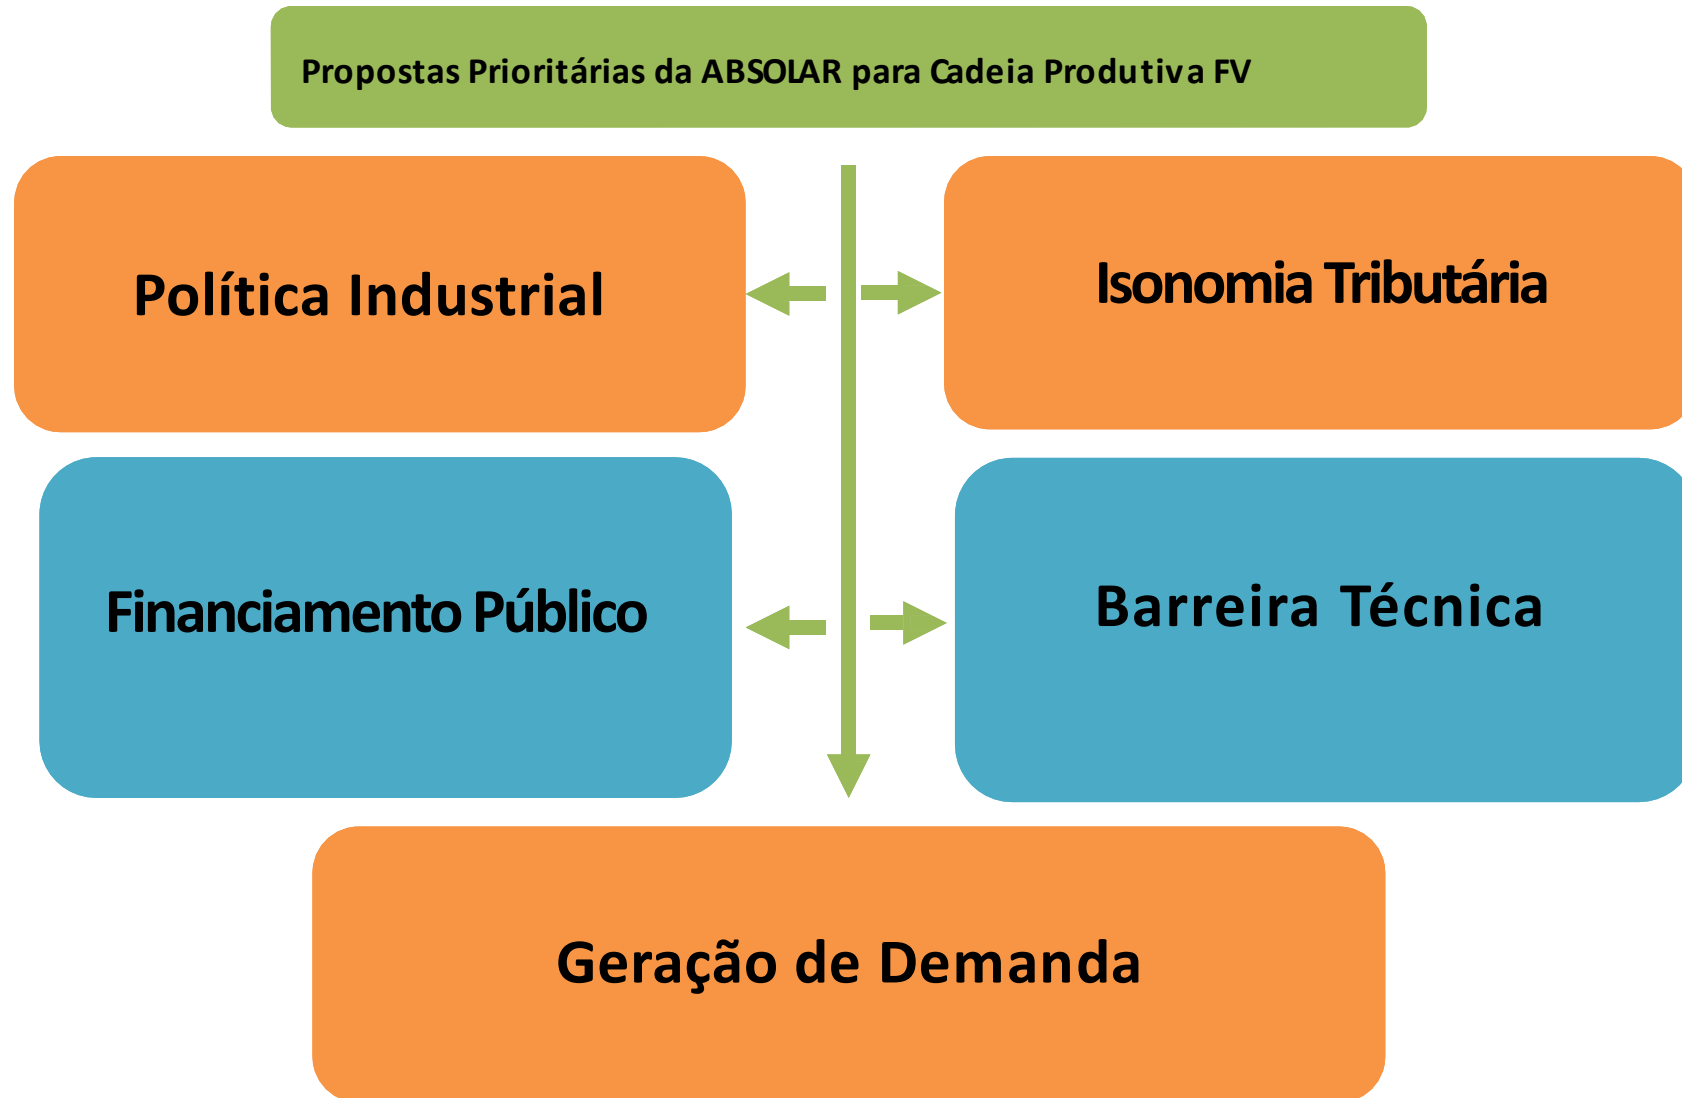 Propostas Prioritárias da ABSOLAR para Cadeia Produtiva FV
Política Industrial
Isonomia Tributária
Financiamento Público
Barreira Técnica
Geração de Demanda